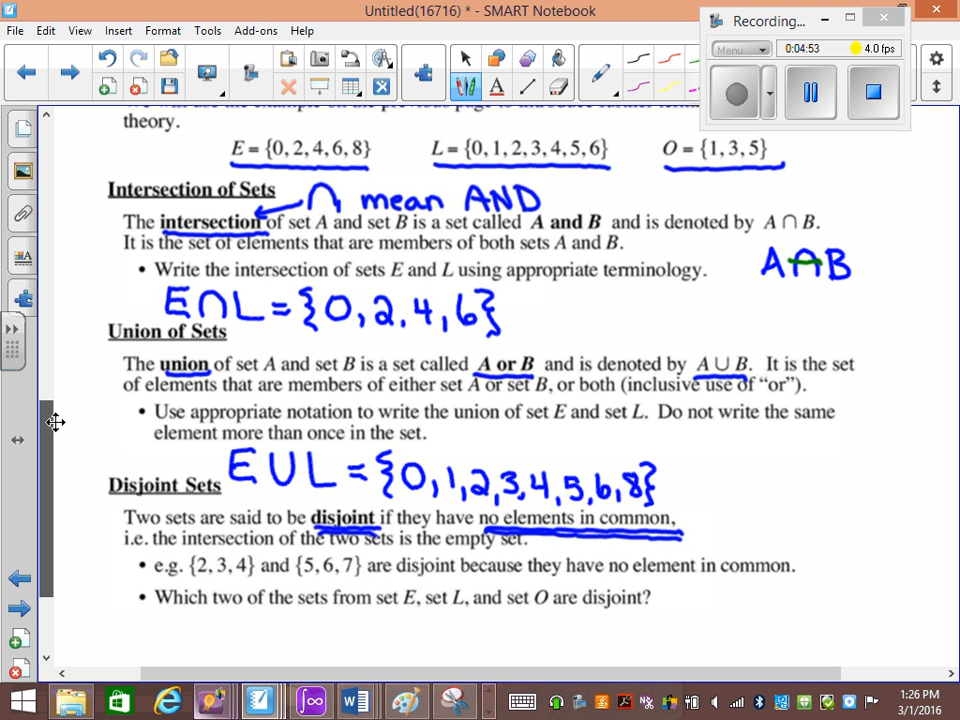 Untitled(16716) * - SMART Notebook
File Edit View Insert Format Tools Add-ons Help
Recording...
Menu
0:04:53
4.0 fps
theory.
E = {0, 2, 4, 6, 8} L = {0, 1, 2, 3, 4, 5, 6} O = {1, 3, 5}
Intersection of Sets
∩ mean AND
The intersection of set A and set B is a set called A and B and is denoted by A ∩ B.
It is the set of elements that are members of both sets A and B.
A∩B
• Write the intersection of sets E and L using appropriate terminology.
E∩L = {0, 2, 4, 6}
Union of Sets
The union of set A and set B is a set called A or B and is denoted by A ∪ B. It is the set
of elements that are members of either set A or set B, or both (inclusive use of “or”).
• Use appropriate notation to write the union of set E and set L. Do not write the same
element more than once in the set.
E∪L = {0, 1, 2, 3, 4, 5, 6, 8}
Disjoint Sets
Two sets are said to be disjoint if they have no elements in common,
i.e. the intersection of the two sets is the empty set.
• e.g. {2, 3, 4} and {5, 6, 7} are disjoint because they have no element in common.
• Which two of the sets from set E, set L, and set O are disjoint?
1:26 PM
3/1/2016